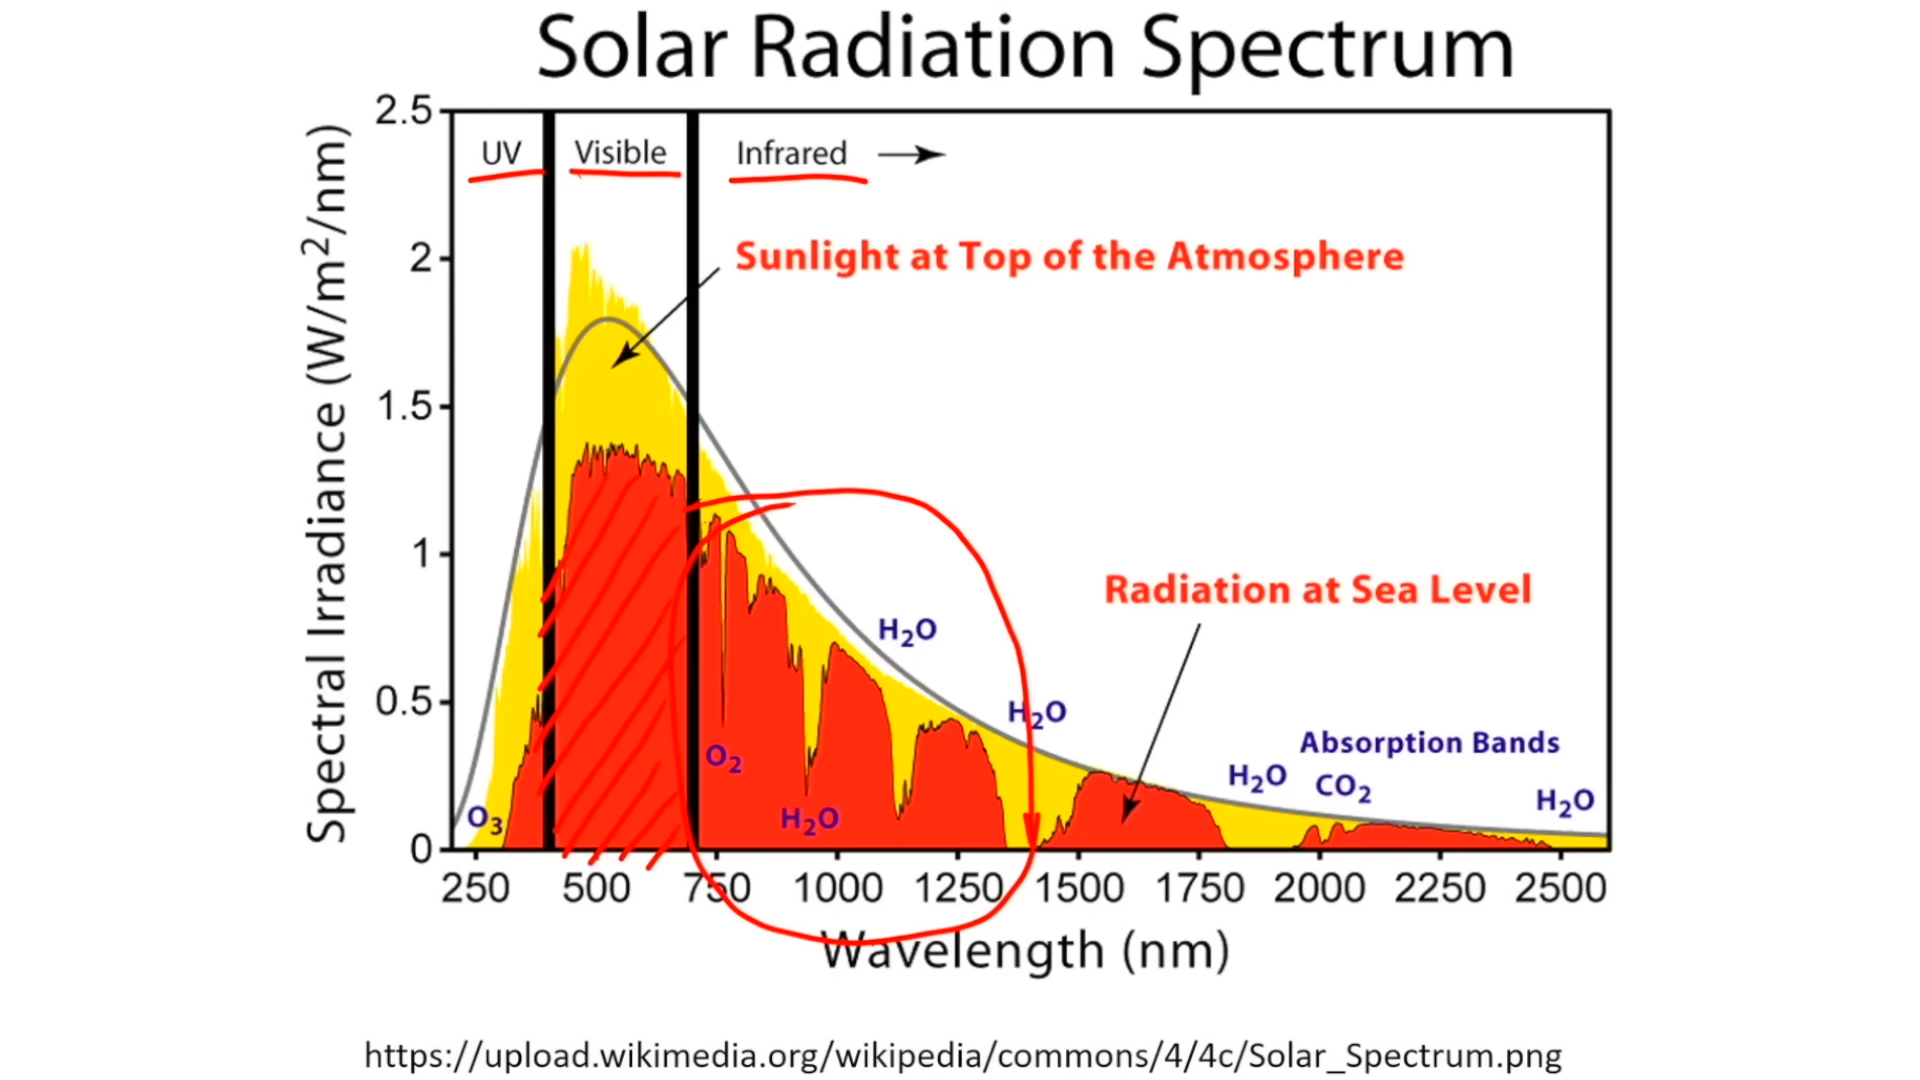 Solar Radiation Spectrum
2.5
UV
Visible
Infrared
2
Sunlight at Top of the Atmosphere
1.5
1
Radiation at Sea Level
H₂O
0.5
H₂O
Absorption Bands
O₂
H₂O
CO₂
H₂O
O₃
H₂O
0
250 500 750 1000 1250 1500 1750 2000 2250 2500
Spectral Irradiance (W/m²/nm)
Wavelength (nm)
https://upload.wikimedia.org/wikipedia/commons/4/4c/Solar_Spectrum.png